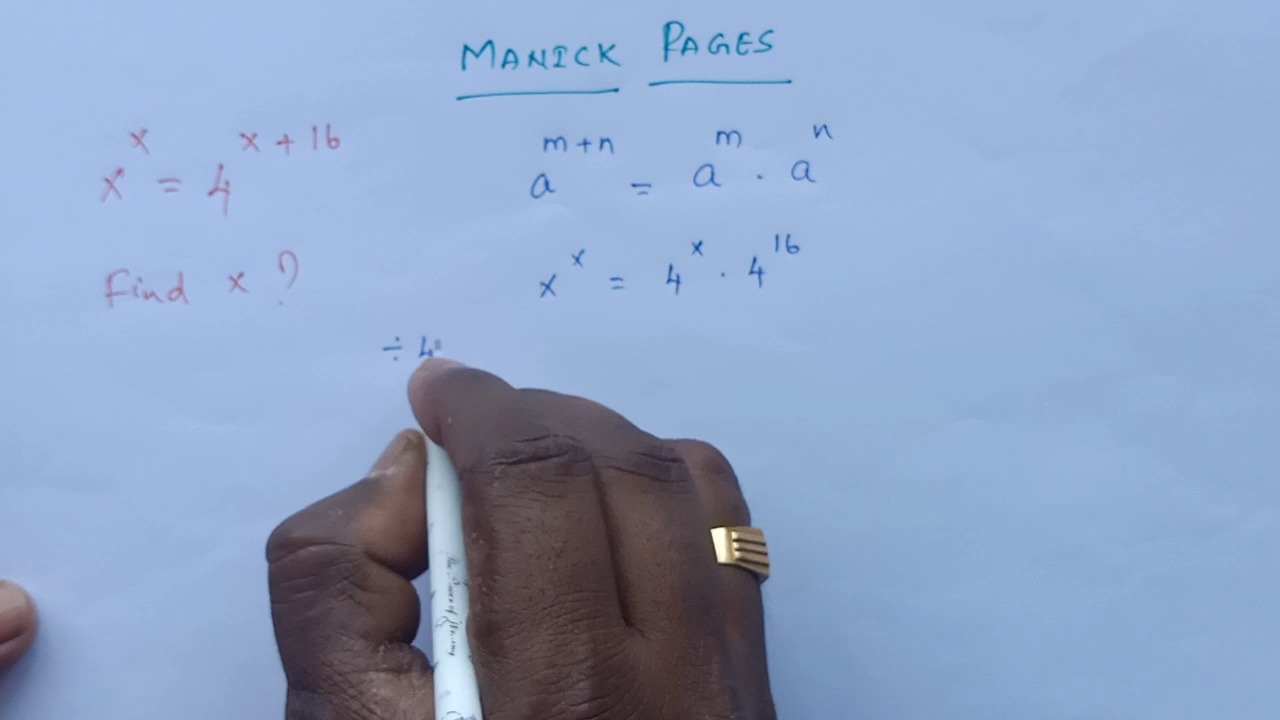 MANICK PAGES
x^x = 4^(x+16)
Find x ?
a^(m+n) = a^m . a^n
x^x = 4^x . 4^16
÷ 4